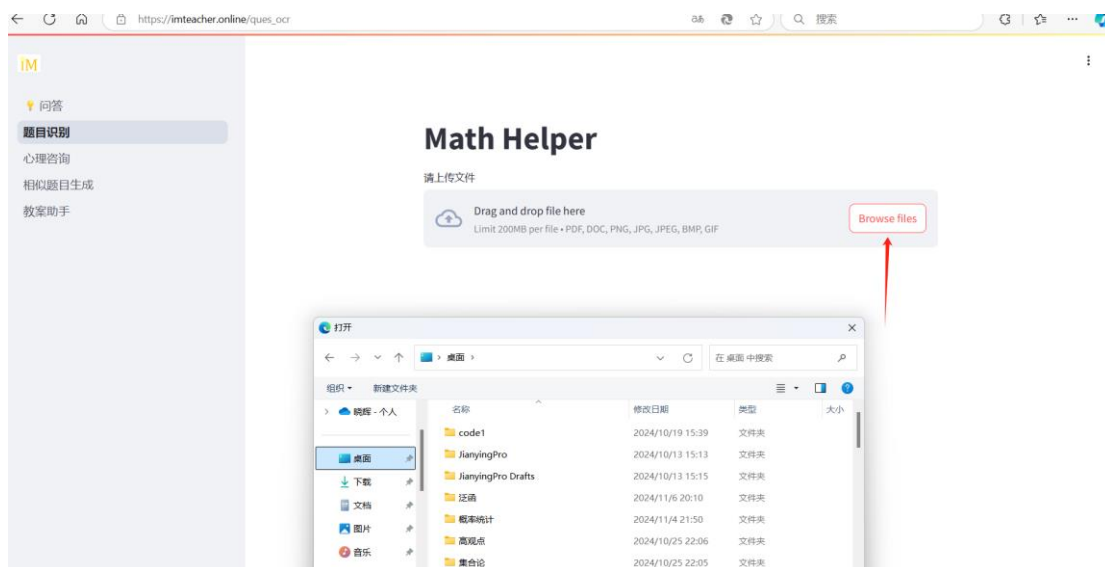 https://imteacher.online/ques_ocr
搜索
iM
问答
题目识别
心理咨询
相似题目生成
教案助手
Math Helper
请上传文件
Drag and drop file here
Limit 200MB per file • PDF, DOC, PNG, JPG, JPEG, BMP, GIF
Browse files
打开
桌面
在 桌面 中搜索
组织
新建文件夹
晓辉 - 个人
桌面
下载
文档
图片
音乐
名称 修改日期 类型 大小
code1 2024/10/19 15:39 文件夹
JianyingPro 2024/10/13 15:13 文件夹
JianyingPro Drafts 2024/10/13 15:15 文件夹
泛函 2024/11/6 20:10 文件夹
概率统计 2024/11/4 21:50 文件夹
高观点 2024/10/25 22:06 文件夹
集合论 2024/10/25 22:05 文件夹